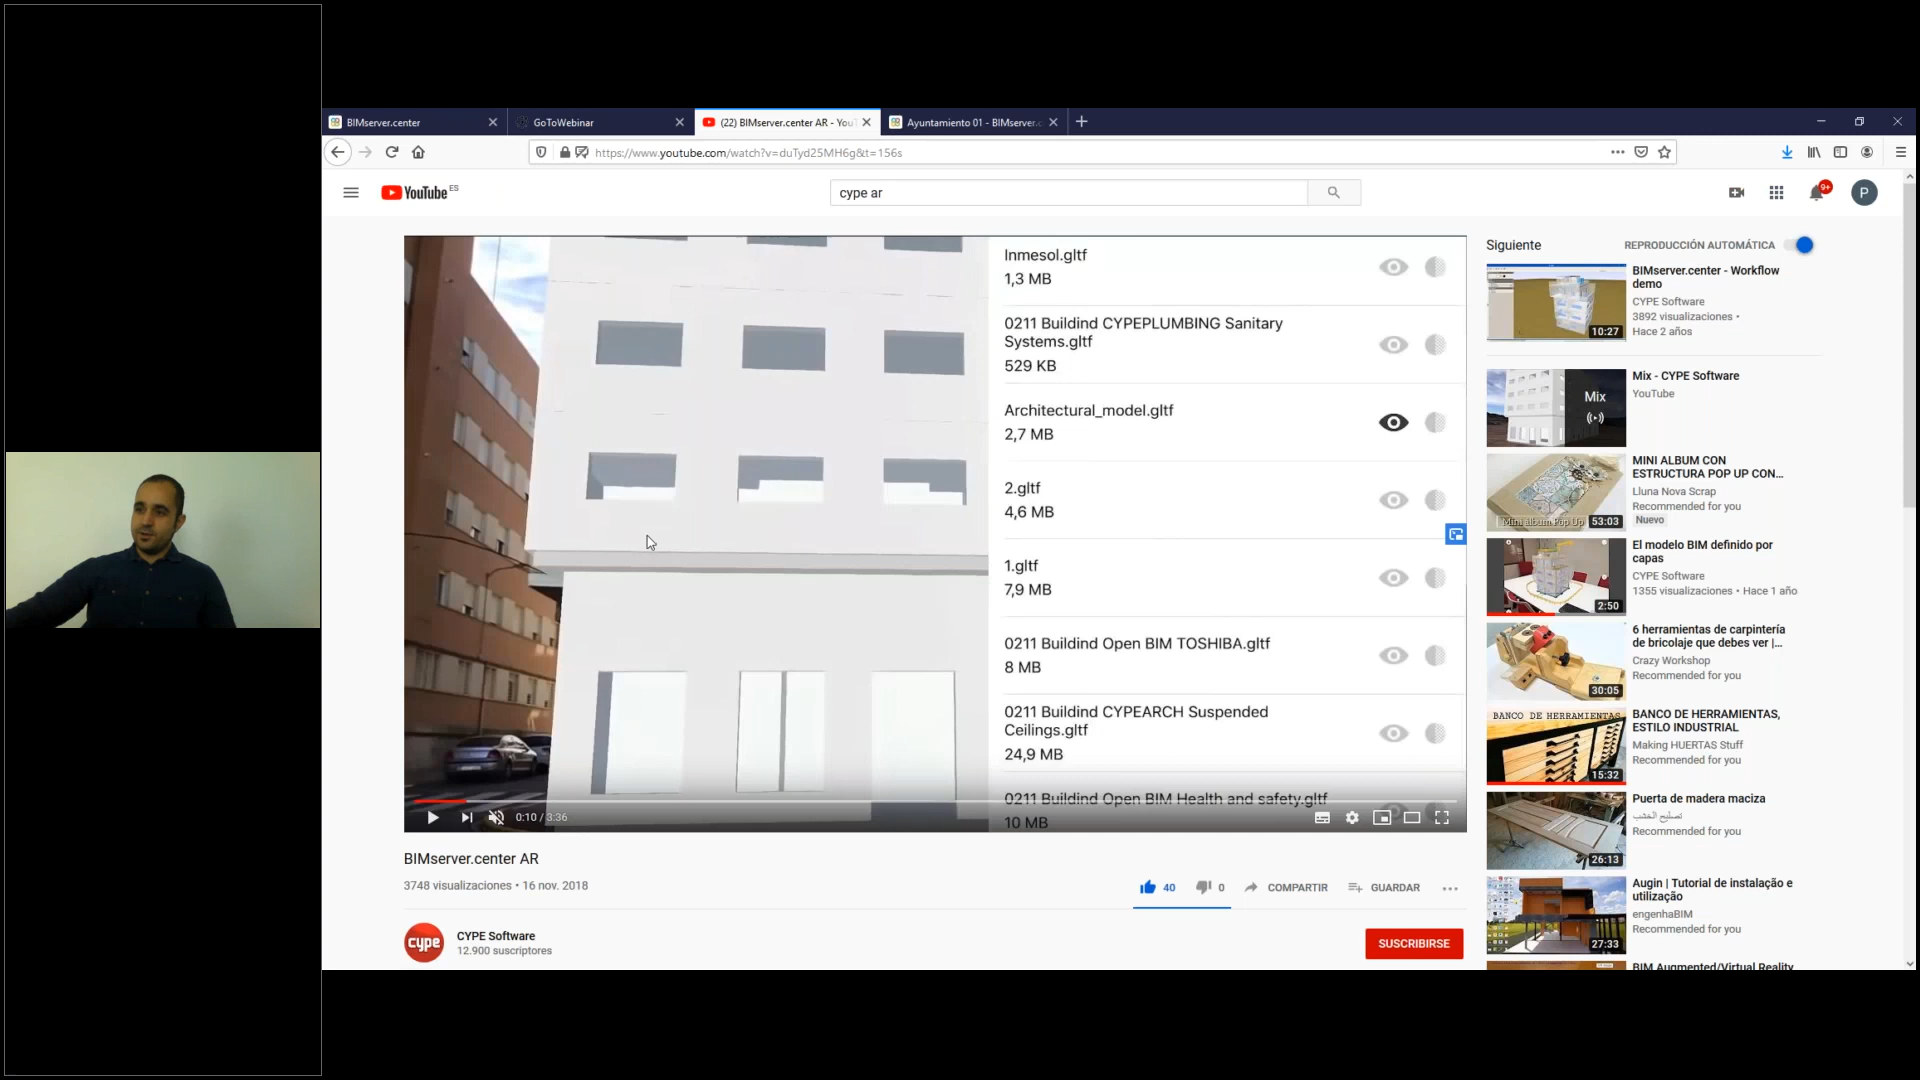 BIMserver.center
GoToWebinar
(22) BIMserver.center AR - YouT
Ayuntamiento 01 - BIMserver.c
https://www.youtube.com/watch?v=duTyd25MH6g&t=156s
YouTube ES
cype ar
9+
P
Inmesol.gltf
1,3 MB
0211 Buildind CYPEPLUMBING Sanitary
Systems.gltf
529 KB
Architectural_model.gltf
2,7 MB
2.gltf
4,6 MB
1.gltf
7,9 MB
0211 Buildind Open BIM TOSHIBA.gltf
8 MB
0211 Buildind CYPEARCH Suspended
Ceilings.gltf
24,9 MB
0211 Buildind Open BIM Health and safety.gltf
10 MB
0:10 / 3:36
BIMserver.center AR
3748 visualizaciones • 16 nov. 2018
40
0
COMPARTIR
GUARDAR
cype
CYPE Software
12.900 suscriptores
SUSCRIBIRSE
Siguiente
REPRODUCCIÓN AUTOMÁTICA
BIMserver.center - Workflow
demo
CYPE Software
3892 visualizaciones •
Hace 2 años
10:27
Mix
Mix - CYPE Software
YouTube
MINI ALBUM CON
ESTRUCTURA POP UP CON...
Lluna Nova Scrap
Recommended for you
Nuevo
Mini album Pop Up
53:03
El modelo BIM definido por
capas
CYPE Software
1355 visualizaciones • Hace 1 año
2:50
6 herramientas de carpintería
de bricolaje que debes ver |...
Crazy Workshop
Recommended for you
30:05
BANCO DE HERRAMIENTAS
BANCO DE HERRAMIENTAS,
ESTILO INDUSTRIAL
Making HUERTAS Stuff
Recommended for you
15:32
Puerta de madera maciza
تصليح الخشب
Recommended for you
26:13
Augin | Tutorial de instalação e
utilização
engenhaBIM
Recommended for you
27:33
BIM Augmented/Virtual Reality